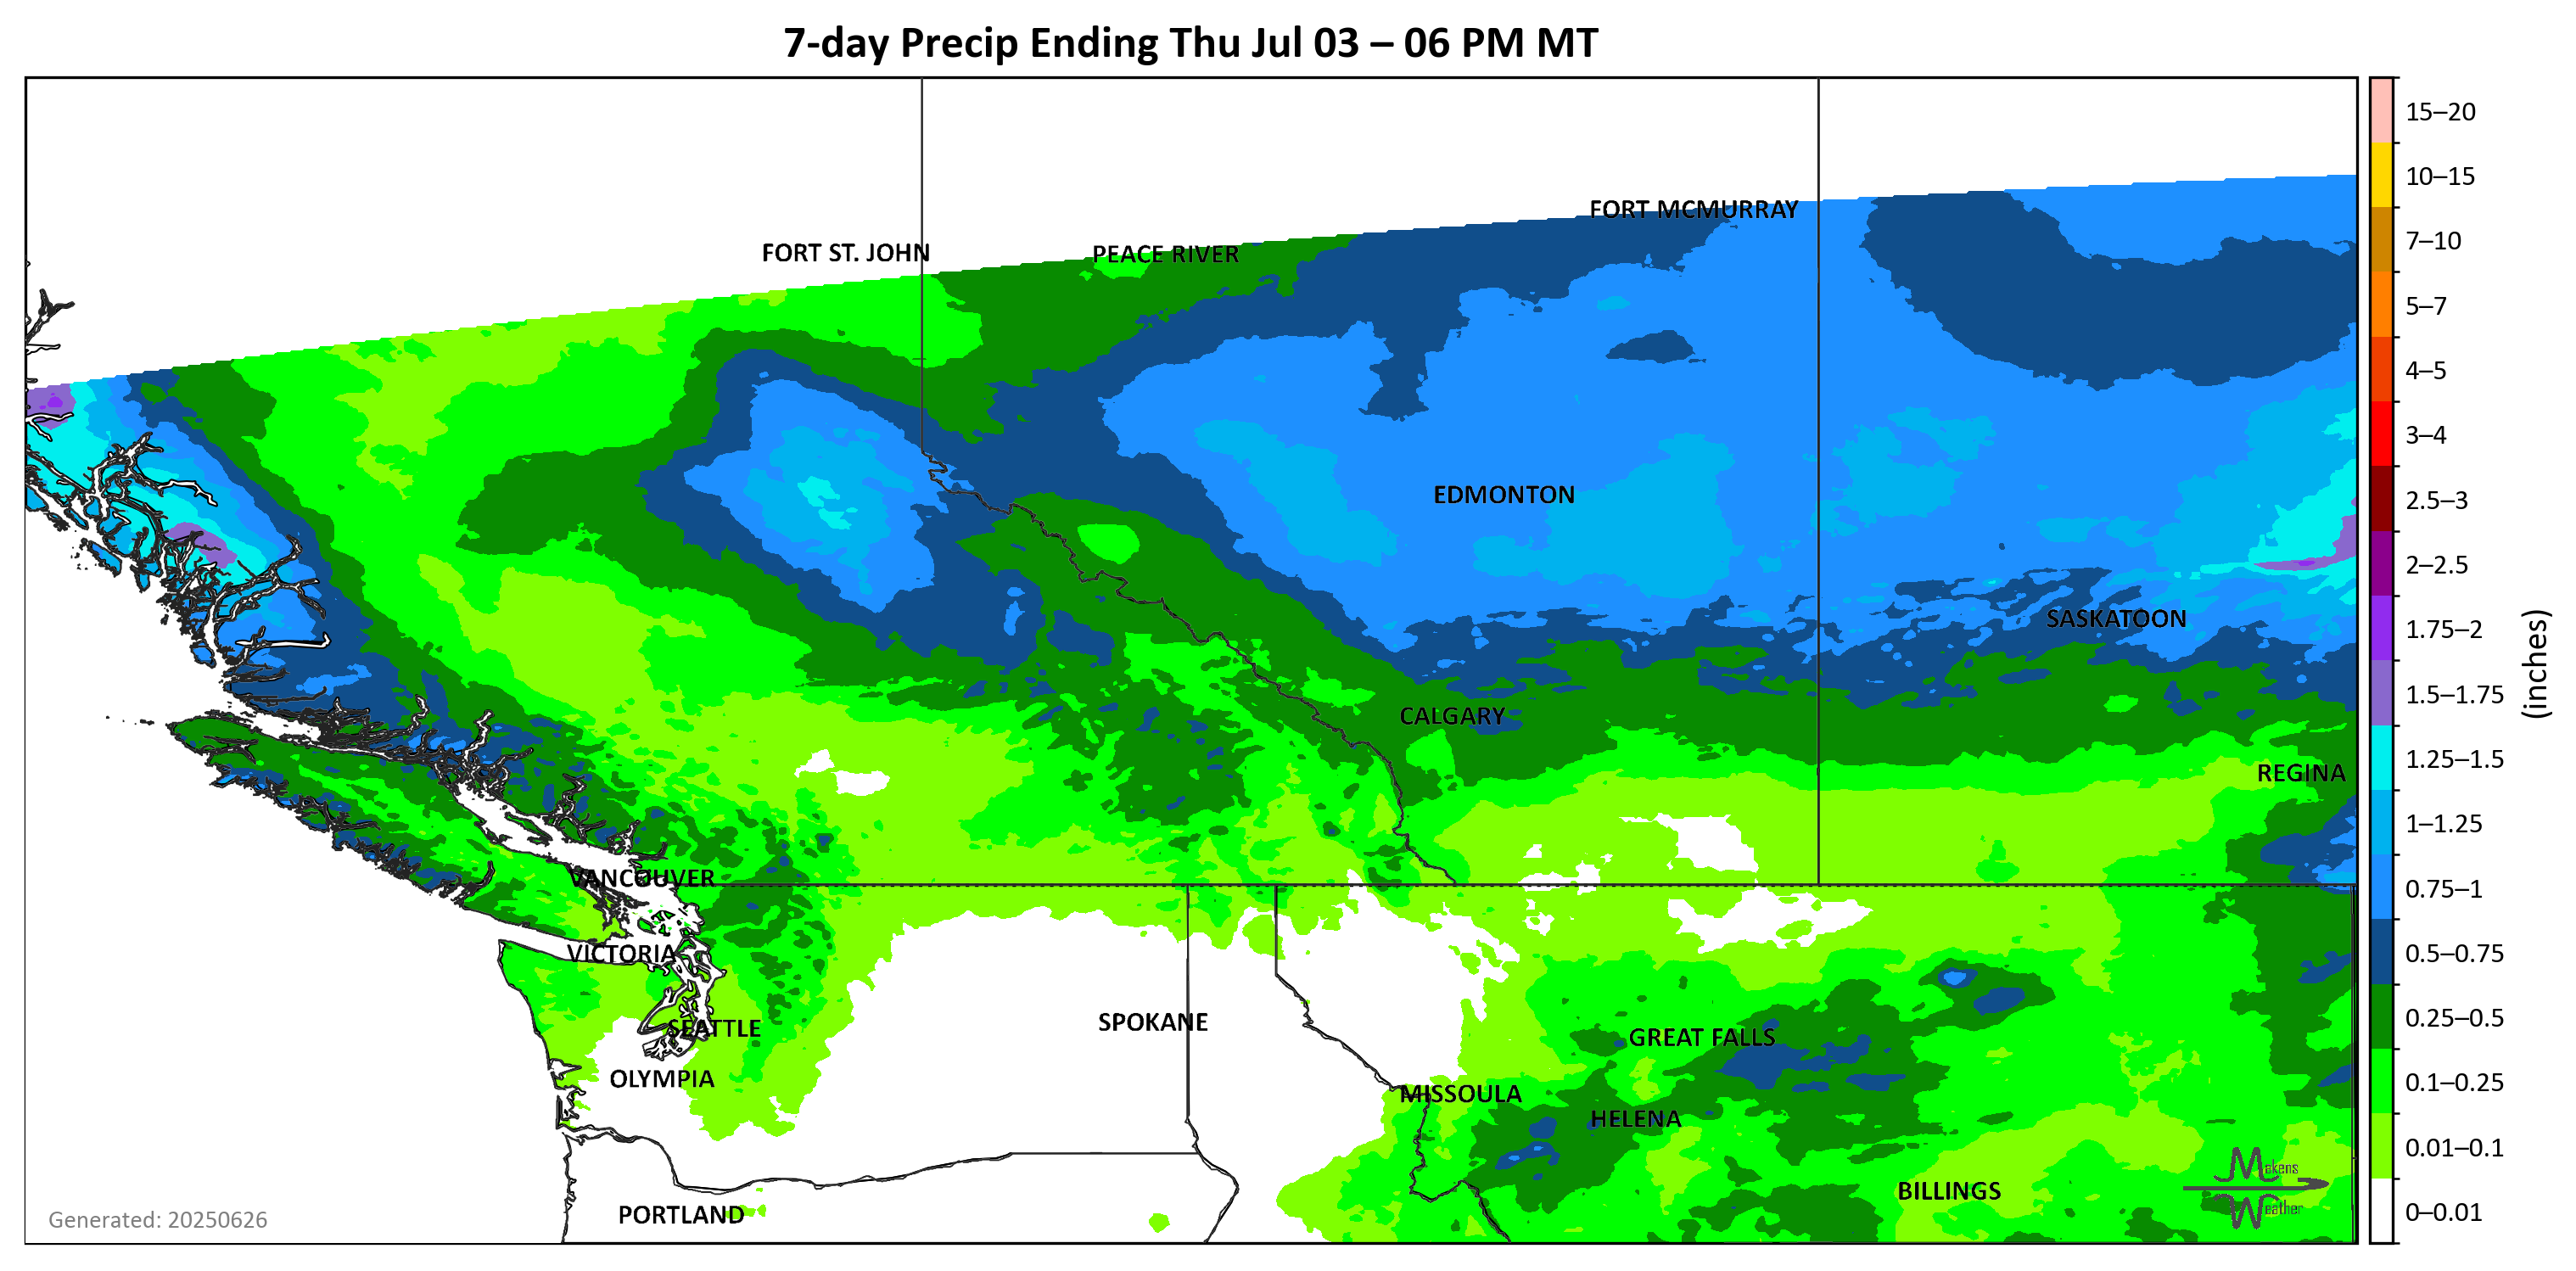 7-day Precip Ending Thu Jul 03 – 06 PM MT
FORT MCMURRAY
FORT ST. JOHN
PEACE RIVER
EDMONTON
SASKATOON
CALGARY
REGINA
VANCOUVER
VICTORIA
SPOKANE
SEATTLE
GREAT FALLS
OLYMPIA
MISSOULA
HELENA
BILLINGS
PORTLAND
Generated: 20250626
Makens
Weather
15–20
10–15
7–10
5–7
4–5
3–4
2.5–3
2–2.5
1.75–2
1.5–1.75
1.25–1.5
1–1.25
0.75–1
0.5–0.75
0.25–0.5
0.1–0.25
0.01–0.1
0–0.01
(inches)